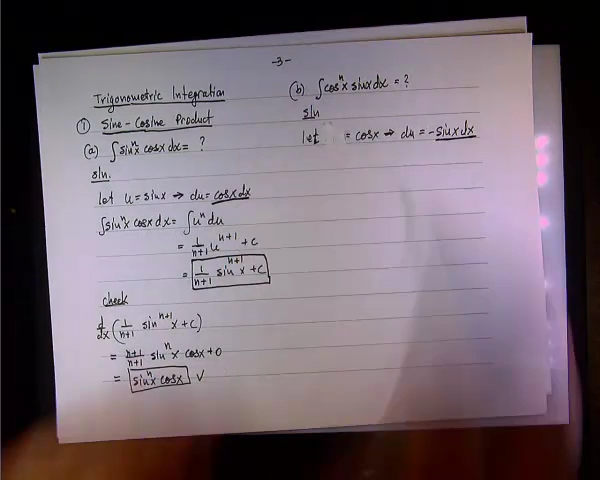 -3-
Trigonometric Integration
① Sine-Cosine Product
(a) ∫sinⁿx cosx dx = ?
sln.
let u = sinx → du = cosx dx
∫sinⁿx cosx dx = ∫uⁿ du
= 1/(n+1) uⁿ⁺¹ + c
= 1/(n+1) sinⁿ⁺¹x + c
check
d/dx (1/(n+1) sinⁿ⁺¹x + c)
= (n+1)/(n+1) sinⁿx cosx + 0
= sinⁿx cosx ✓
(b) ∫cosⁿx sinx dx = ?
sln
let = cosx → du = -sinx dx